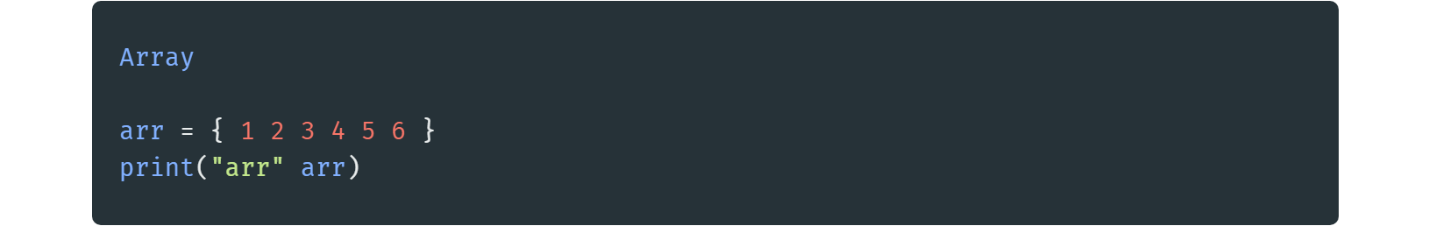 Array
arr = { 1 2 3 4 5 6 }
print("arr" arr)